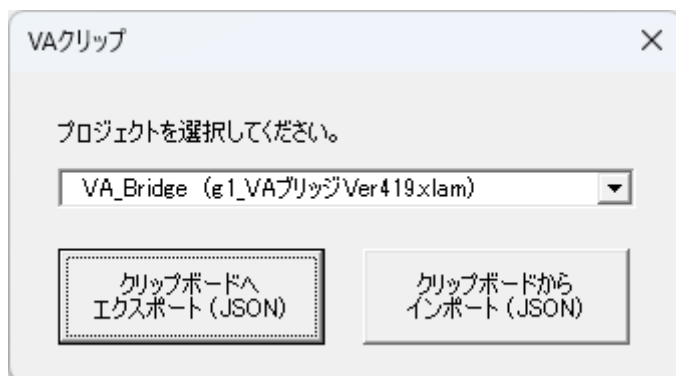 VAクリップ
プロジェクトを選択してください。
VA_Bridge (g1_VAブリッジVer419.xlam)
クリップボードへ
エクスポート(JSON)
クリップボードから
インポート(JSON)